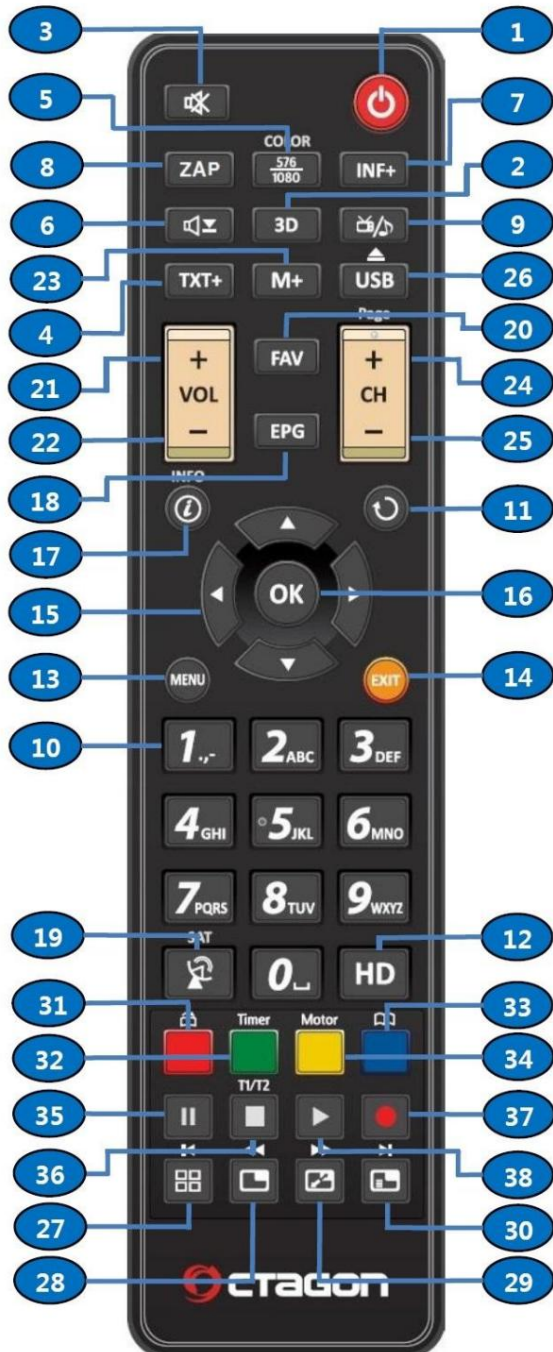 3 1
5 COLOR 7
8 ZAP 576 1080 INF+ 2
6 3D 9
23 TXT+ M+ USB 26
4 Page 20
21 + FAV + 24
VOL CH
22 − EPG − 25
18 INFO 11
17 i
15 OK 16
13 MENU EXIT 14
10 1.,- 2ABC 3DEF
4GHI 5JKL 6MNO
7PQRS 8TUV 9WXYZ
19 SAT 0 HD 12
31 Timer Motor 33
32 34
T1/T2
35 37
36 38
27 30
28 29
OCTAGON